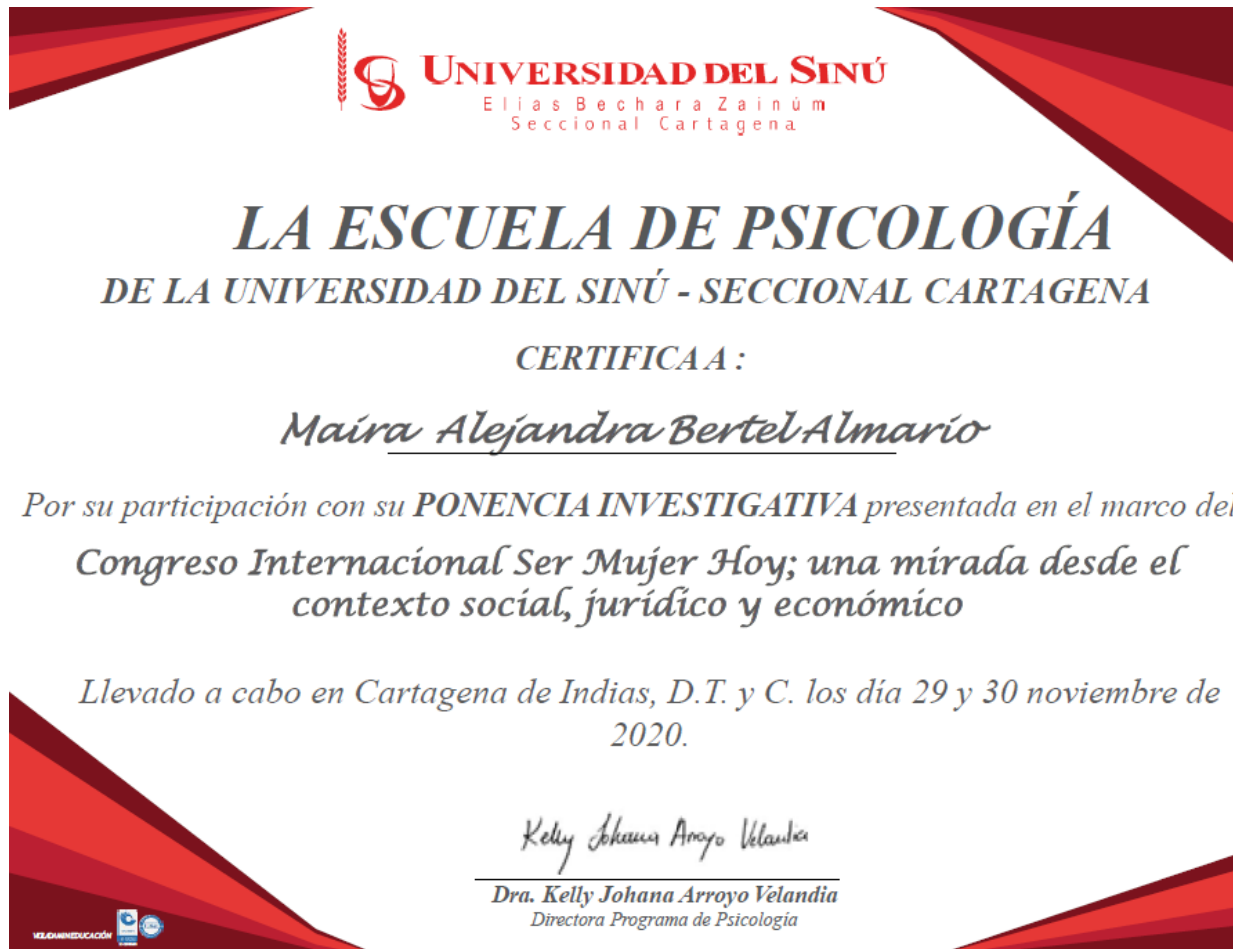 UNIVERSIDAD DEL SINÚ
Elias Bechara Zainúm
Seccional Cartagena
LA ESCUELA DE PSICOLOGÍA
DE LA UNIVERSIDAD DEL SINÚ - SECCIONAL CARTAGENA
CERTIFICA A :
Maira Alejandra Bertel Almario
Por su participación con su PONENCIA INVESTIGATIVA presentada en el marco del
Congreso Internacional Ser Mujer Hoy; una mirada desde el
contexto social, jurídico y económico
Llevado a cabo en Cartagena de Indias, D.T. y C. los día 29 y 30 noviembre de
2020.
Kelly Johana Arroyo Velandia
Dra. Kelly Johana Arroyo Velandia
Directora Programa de Psicología
VIGILADA MINEDUCACIÓN